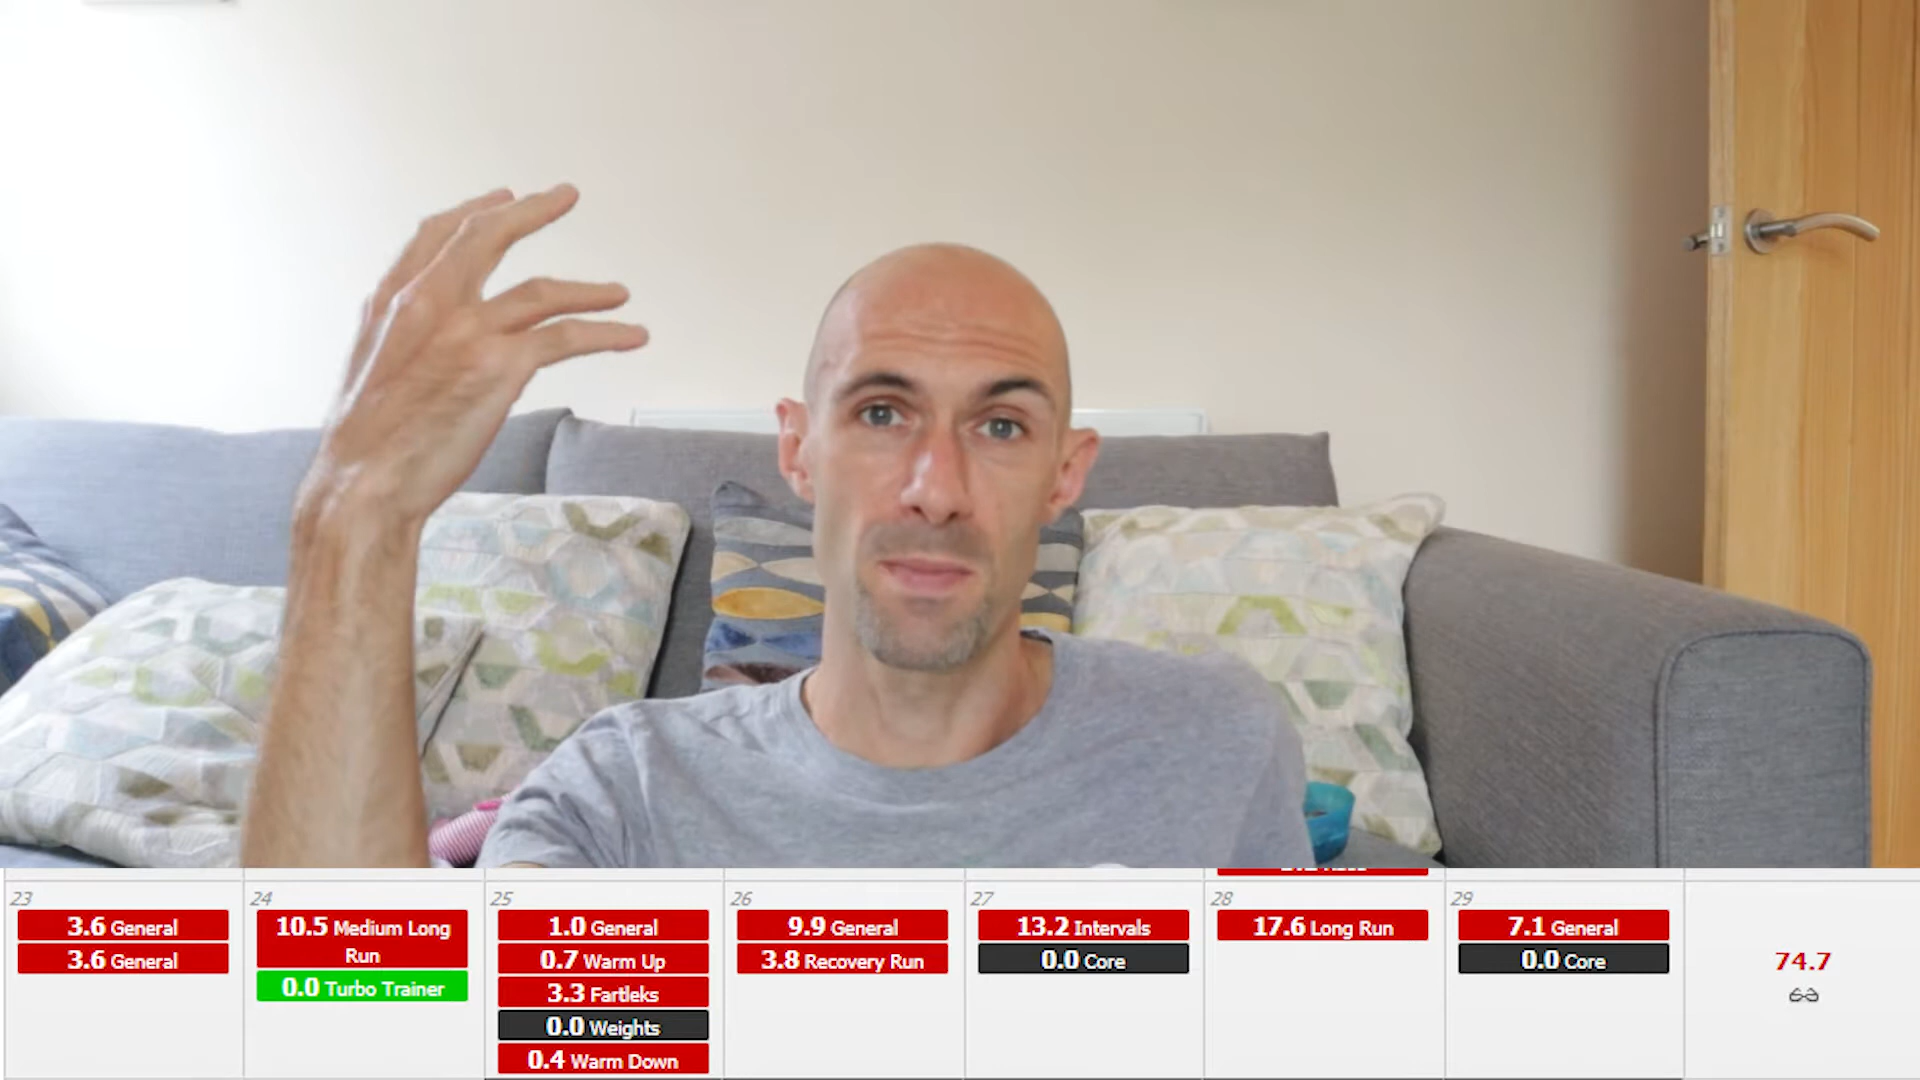 23
3.6 General
3.6 General
24
10.5 Medium Long
Run
0.0 Turbo Trainer
25
1.0 General
0.7 Warm Up
3.3 Fartleks
0.0 Weights
0.4 Warm Down
26
9.9 General
3.8 Recovery Run
27
13.2 Intervals
0.0 Core
28
17.6 Long Run
29
7.1 General
0.0 Core
74.7